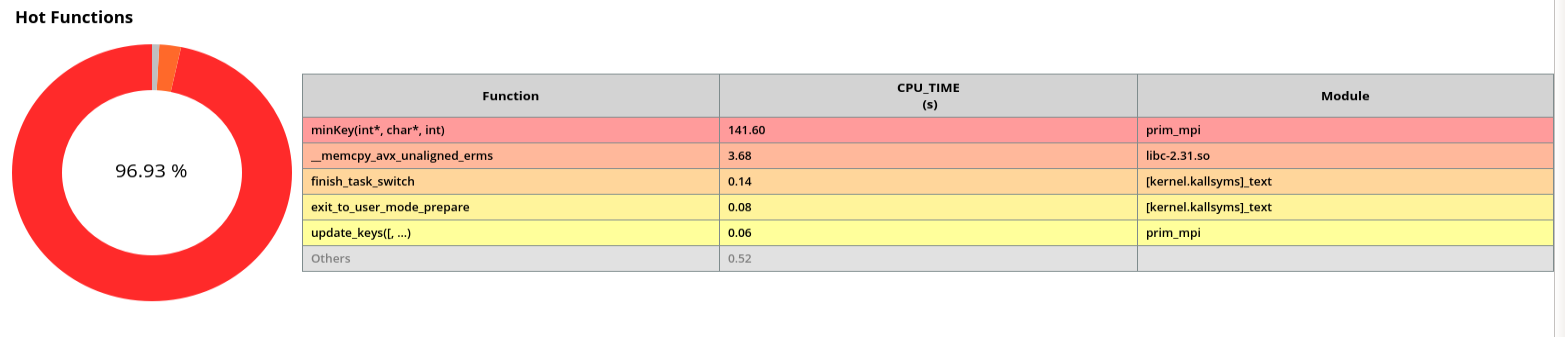 Hot Functions
96.93 %
Function CPU_TIME (s) Module
minKey(int*, char*, int) 141.60 prim_mpi
__memcpy_avx_unaligned_erms 3.68 libc-2.31.so
finish_task_switch 0.14 [kernel.kallsyms]_text
exit_to_user_mode_prepare 0.08 [kernel.kallsyms]_text
update_keys([, ...) 0.06 prim_mpi
Others 0.52